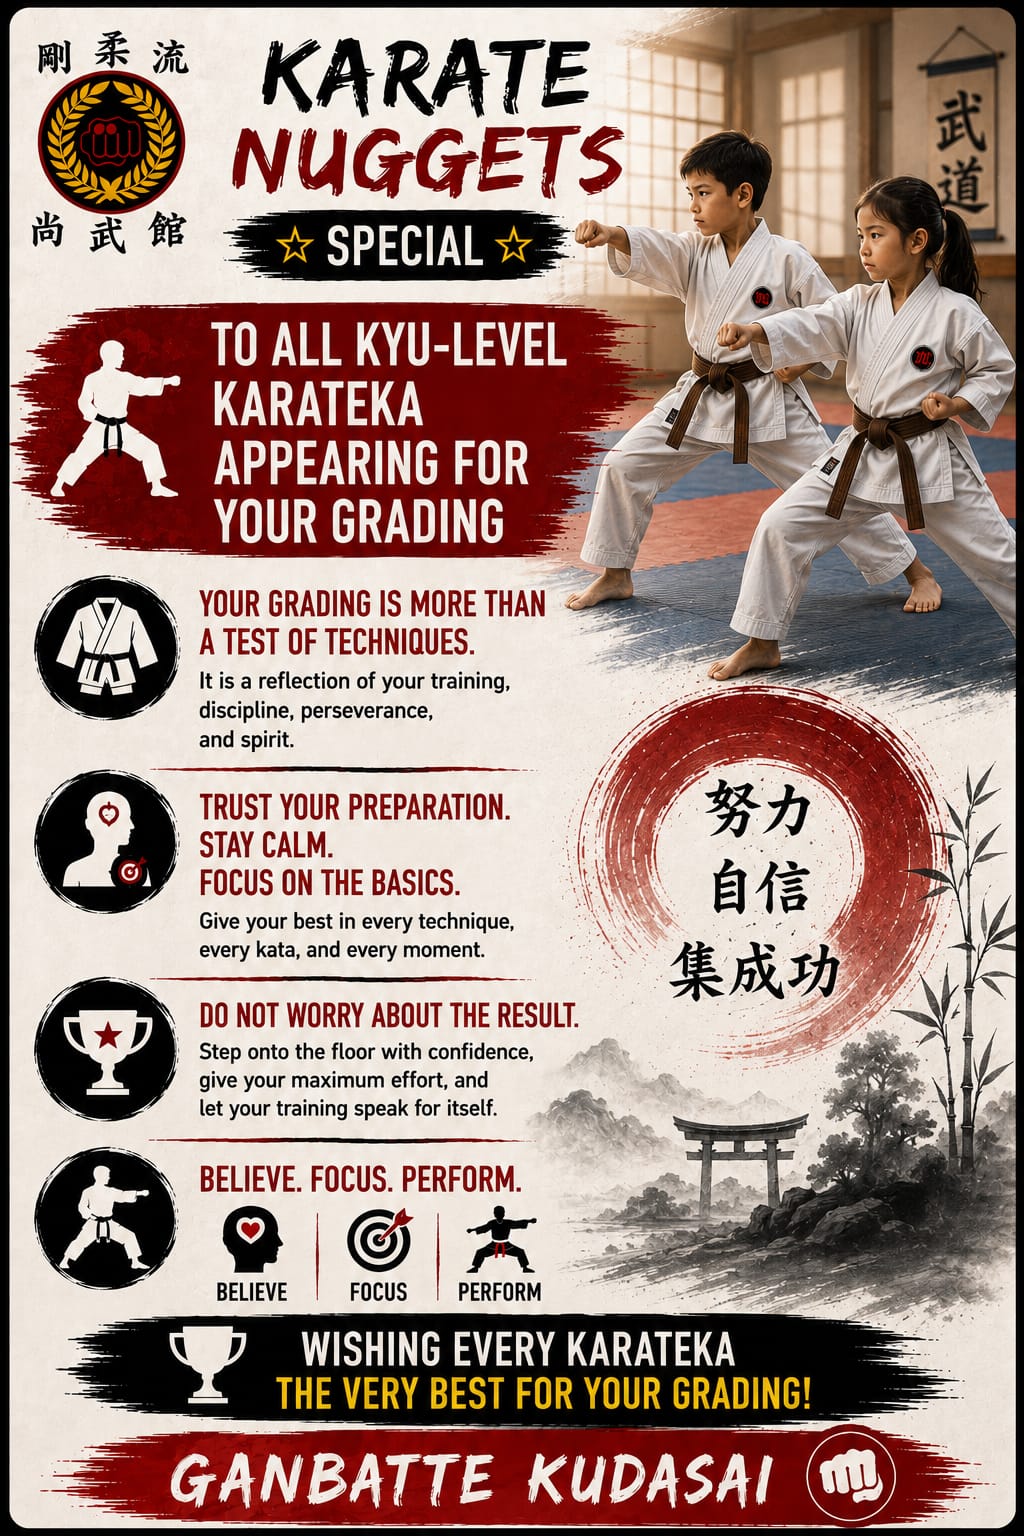 剛柔流
尚武館
KARATE
NUGGETS
SPECIAL
武道
TO ALL KYU-LEVEL
KARATEKA
APPEARING FOR
YOUR GRADING
YOUR GRADING IS MORE THAN
A TEST OF TECHNIQUES.
It is a reflection of your training,
discipline, perseverance,
and spirit.
TRUST YOUR PREPARATION.
STAY CALM.
FOCUS ON THE BASICS.
Give your best in every technique,
every kata, and every moment.
努力
自信
集成功
DO NOT WORRY ABOUT THE RESULT.
Step onto the floor with confidence,
give your maximum effort, and
let your training speak for itself.
BELIEVE. FOCUS. PERFORM.
BELIEVE
FOCUS
PERFORM
WISHING EVERY KARATEKA
THE VERY BEST FOR YOUR GRADING!
GANBATTE KUDASAI